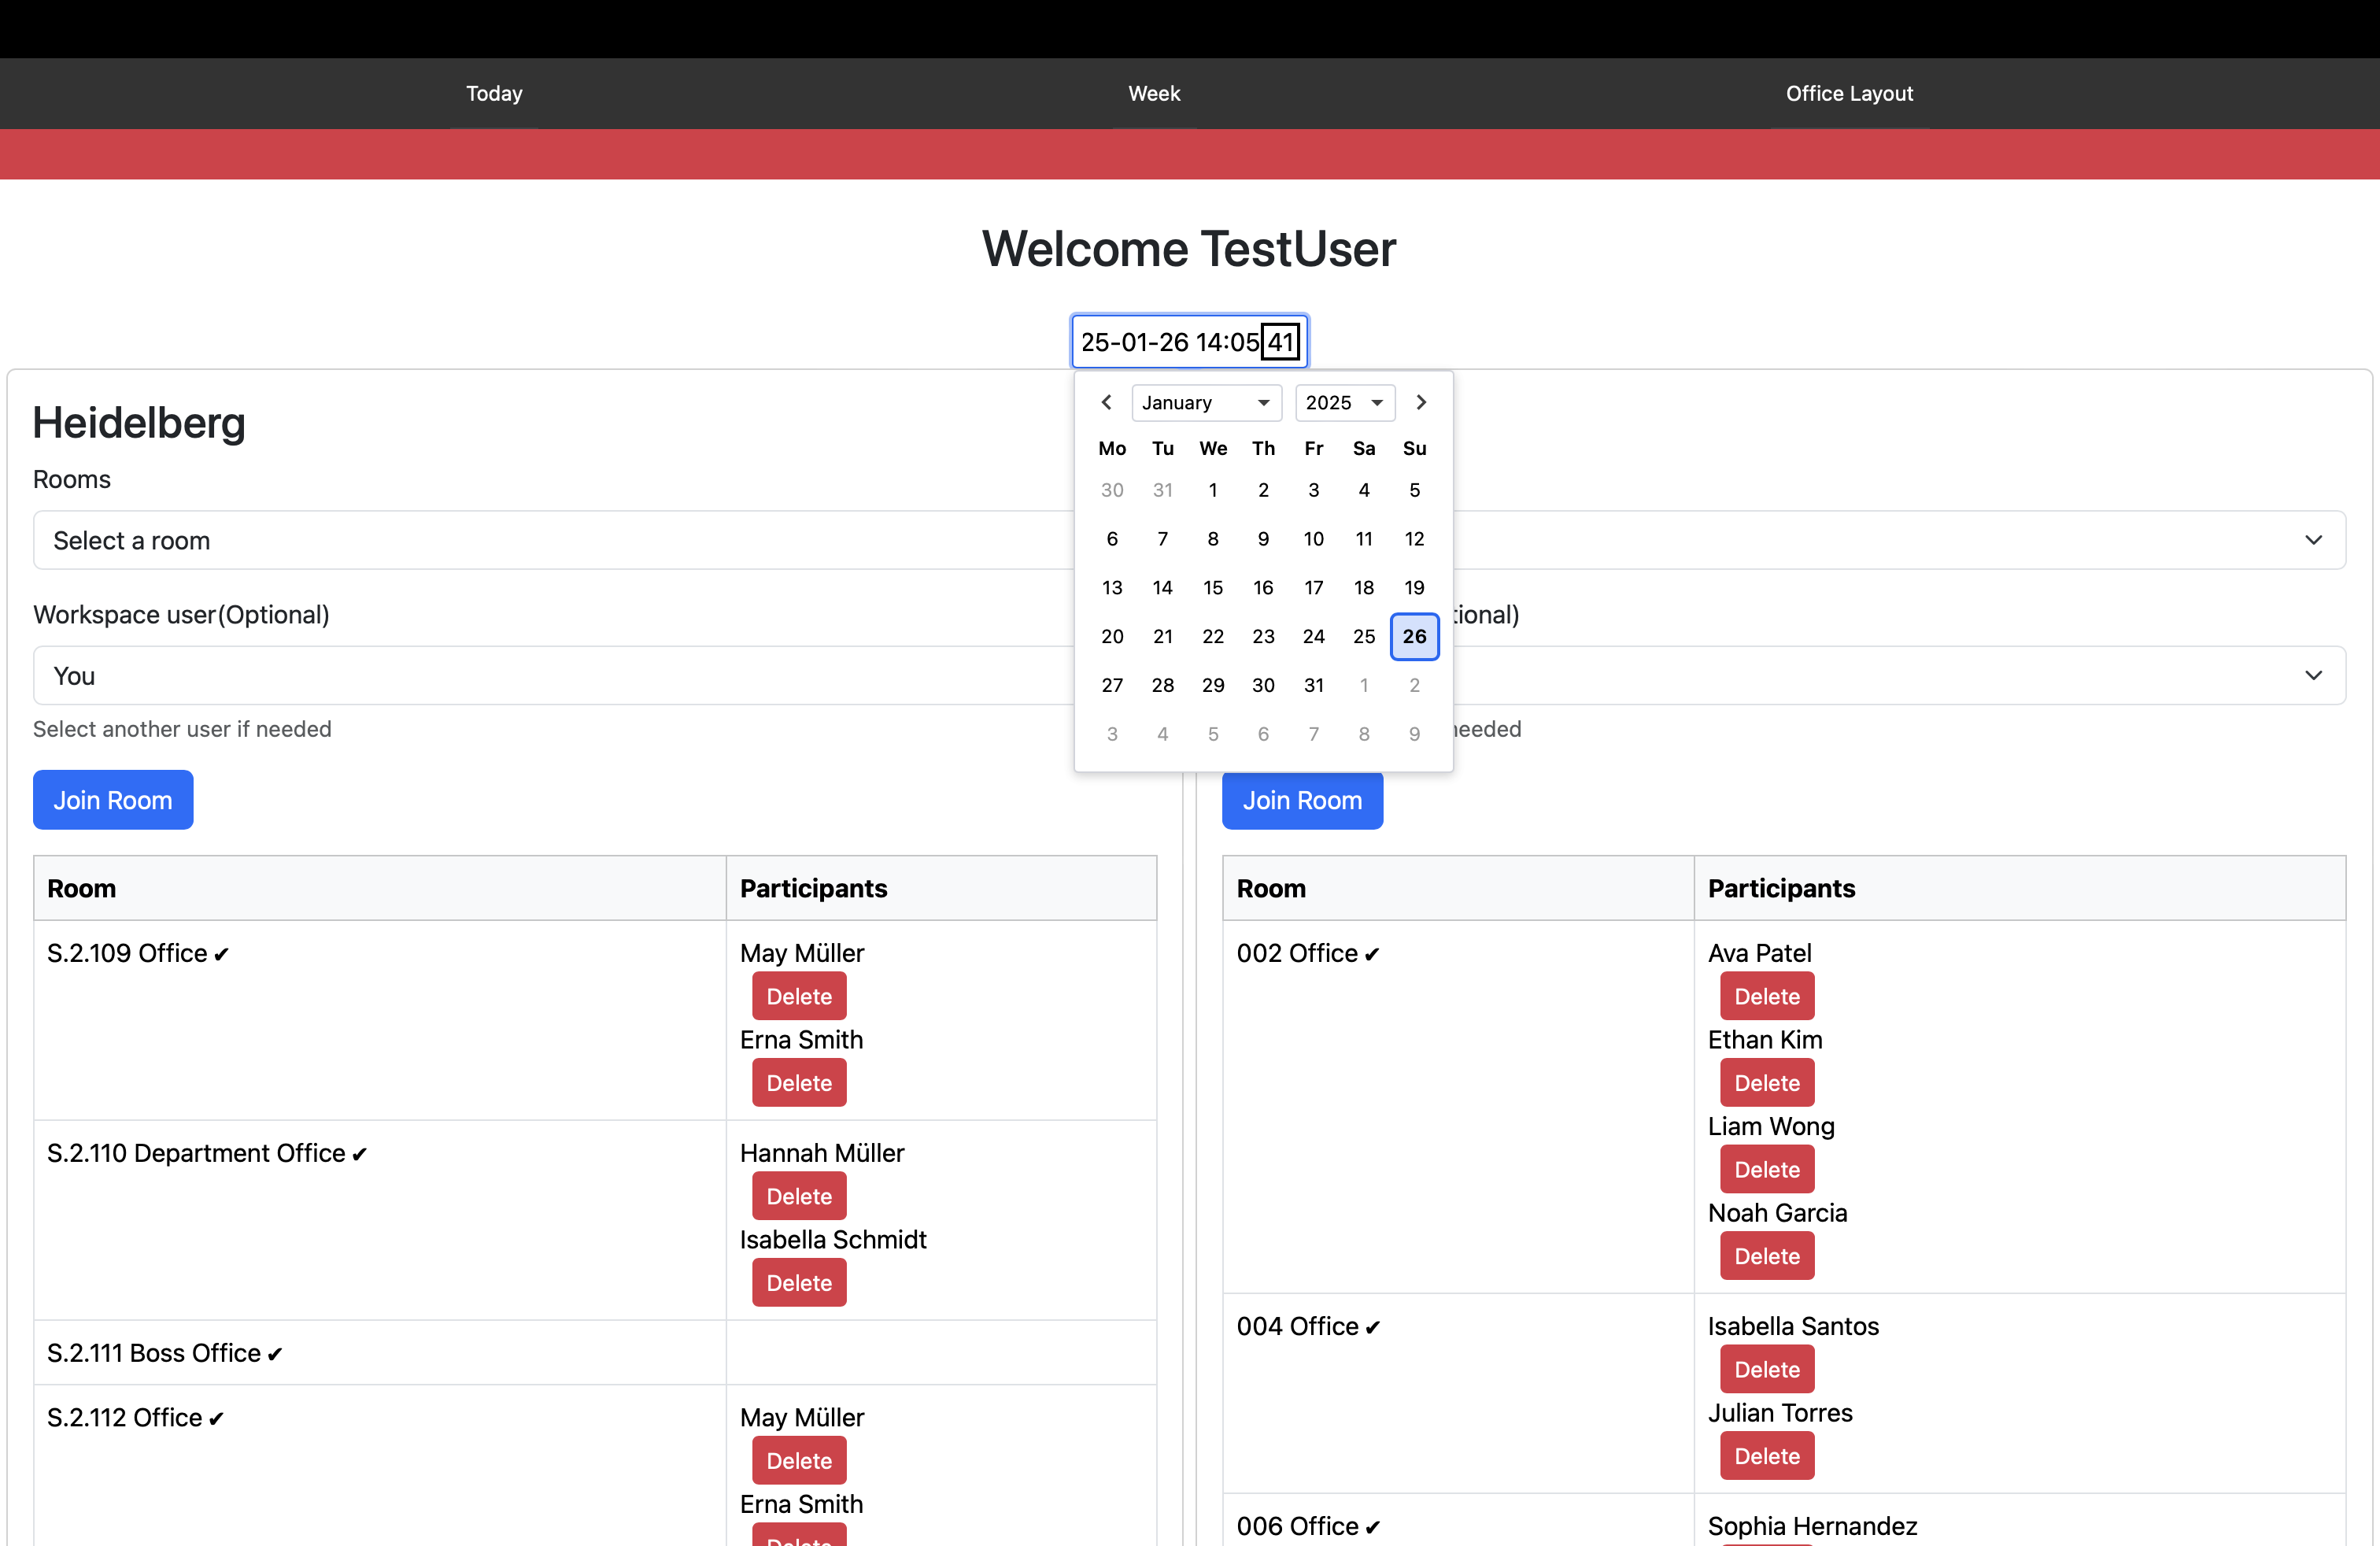 Today
Week
Office Layout
Welcome TestUser
25-01-26 14:05 41
January 2025
Mo Tu We Th Fr Sa Su
30 31 1 2 3 4 5
6 7 8 9 10 11 12
13 14 15 16 17 18 19
20 21 22 23 24 25 26
27 28 29 30 31 1 2
3 4 5 6 7 8 9
Heidelberg
Rooms
Select a room
Workspace user(Optional)
You
Select another user if needed
Join Room
Room Participants
S.2.109 Office ✔ May Müller
Delete
Erna Smith
Delete
S.2.110 Department Office ✔ Hannah Müller
Delete
Isabella Schmidt
Delete
S.2.111 Boss Office ✔
S.2.112 Office ✔ May Müller
Delete
Erna Smith
Delete
tional)
needed
Join Room
Room Participants
002 Office ✔ Ava Patel
Delete
Ethan Kim
Delete
Liam Wong
Delete
Noah Garcia
Delete
004 Office ✔ Isabella Santos
Delete
Julian Torres
Delete
006 Office ✔ Sophia Hernandez